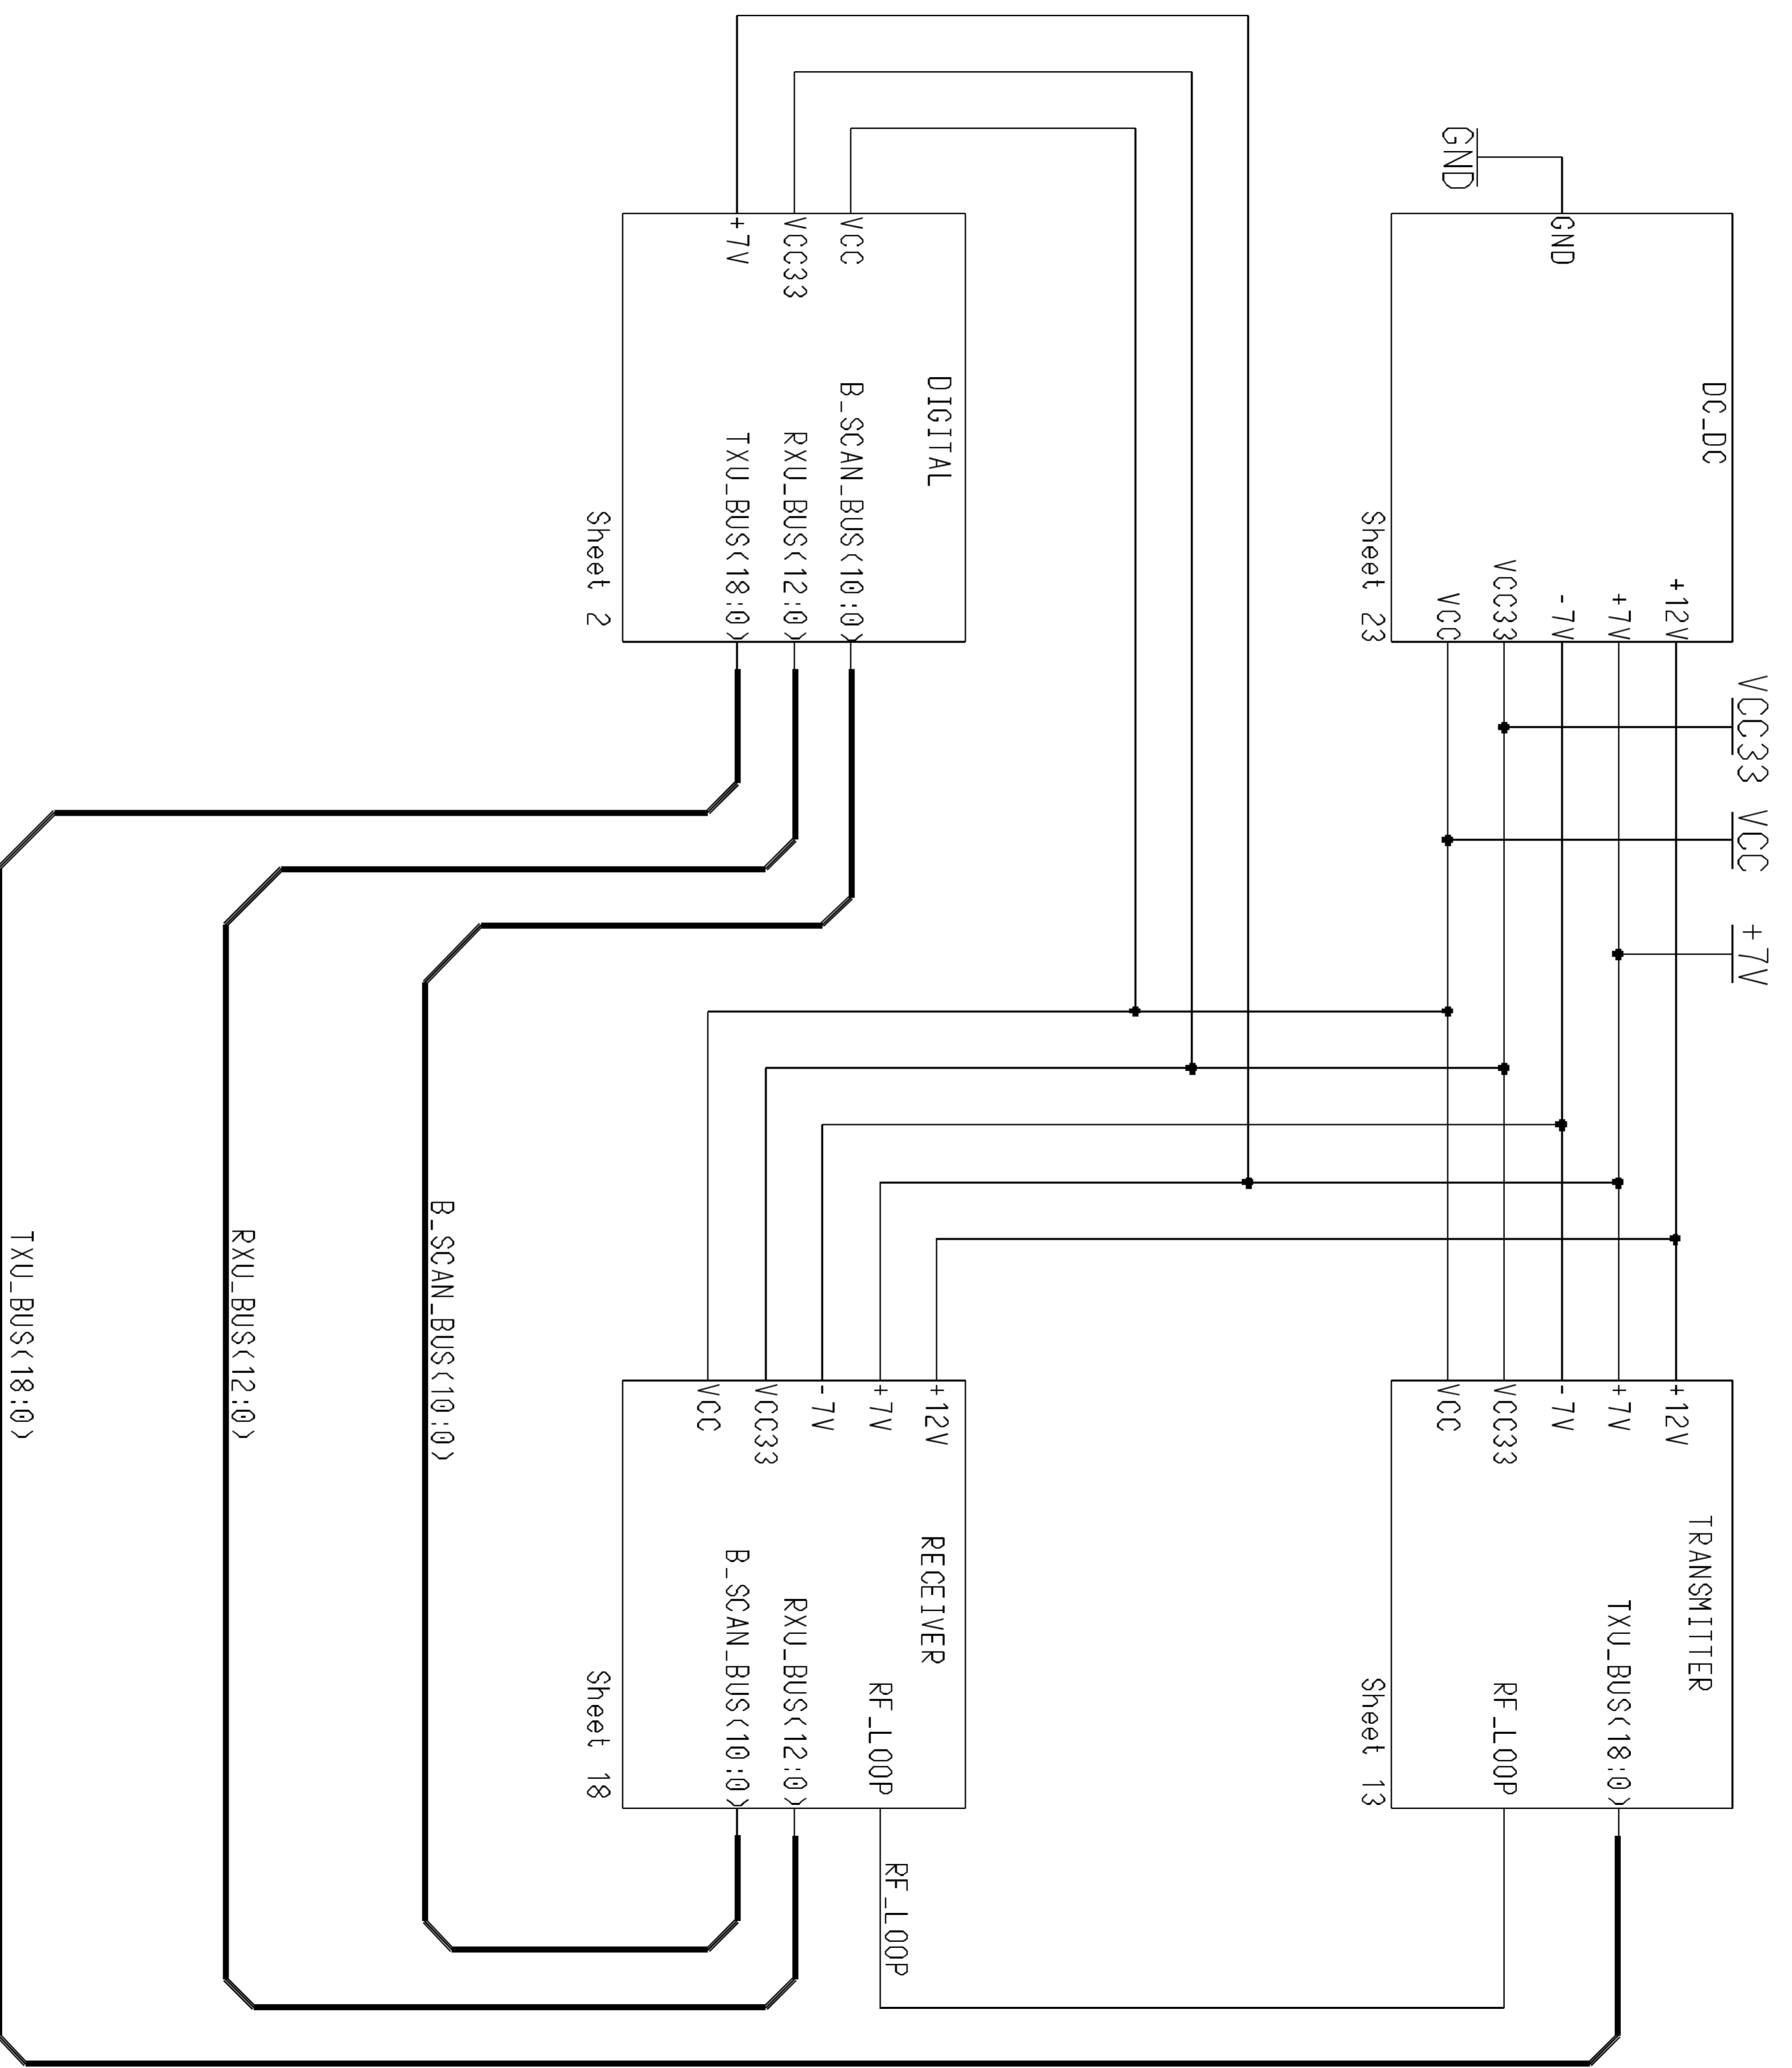 VCC33
VCC
+7V
DC_DC
GND
GND
+12V
+7V
-7V
VCC33
VCC
Sheet 23
TRANSMITTER
+12V
+7V
-7V
VCC33
VCC
TXU_BUS(18:0)
RF_LOOP
Sheet 13
DIGITAL
VCC
VCC33
+7V
B_SCAN_BUS(10:0)
RXU_BUS(12:0)
TXU_BUS(18:0)
Sheet 2
RECEIVER
+12V
+7V
-7V
VCC33
VCC
RF_LOOP
RXU_BUS(12:0)
B_SCAN_BUS(10:0)
Sheet 18
RF_LOOP
B_SCAN_BUS(10:0)
RXU_BUS(12:0)
TXU_BUS(18:0)